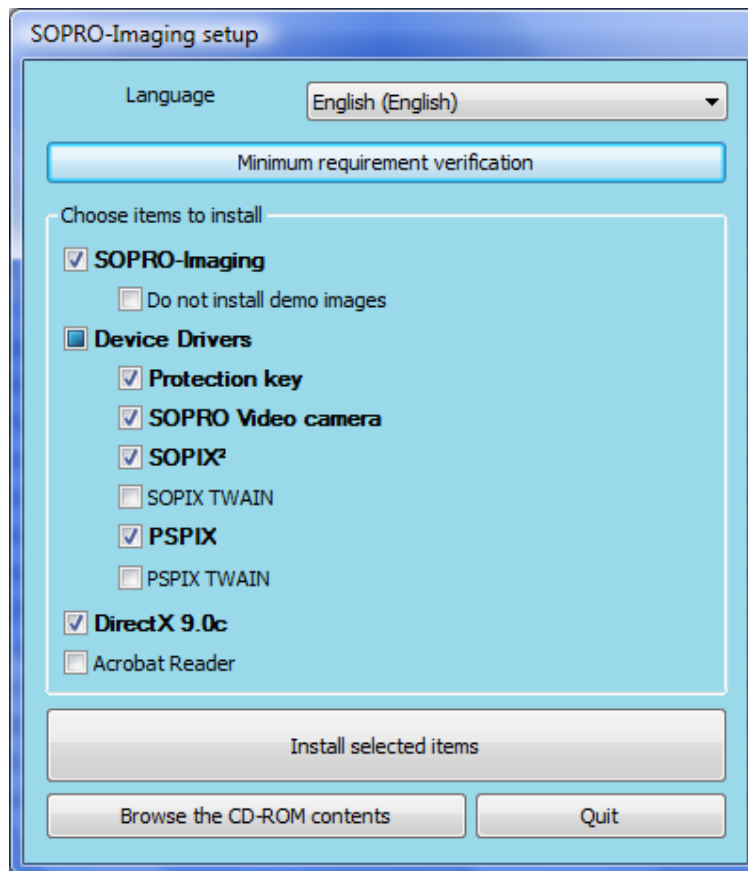 SOPRO-Imaging setup
Language English (English)
Minimum requirement verification
Choose items to install
SOPRO-Imaging
Do not install demo images
Device Drivers
Protection key
SOPRO Video camera
SOPIX²
SOPIX TWAIN
PSPIX
PSPIX TWAIN
DirectX 9.0c
Acrobat Reader
Install selected items
Browse the CD-ROM contents Quit